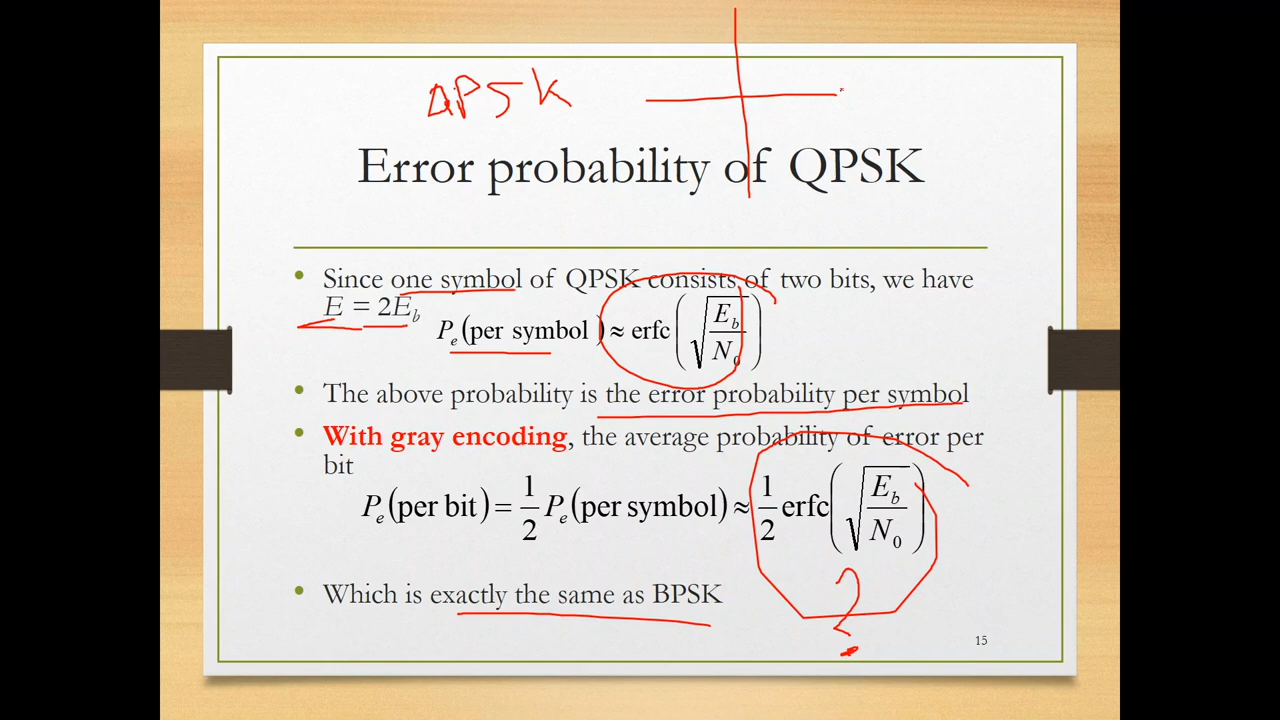 QPSK
Error probability of QPSK
• Since one symbol of QPSK consists of two bits, we have
E = 2E_b
P_e(per symbol) ≈ erfc(√(E_b/N_0))
• The above probability is the error probability per symbol
• With gray encoding, the average probability of error per
bit
P_e(per bit) = 1/2 P_e(per symbol) ≈ 1/2 erfc(√(E_b/N_0))
?
• Which is exactly the same as BPSK
15